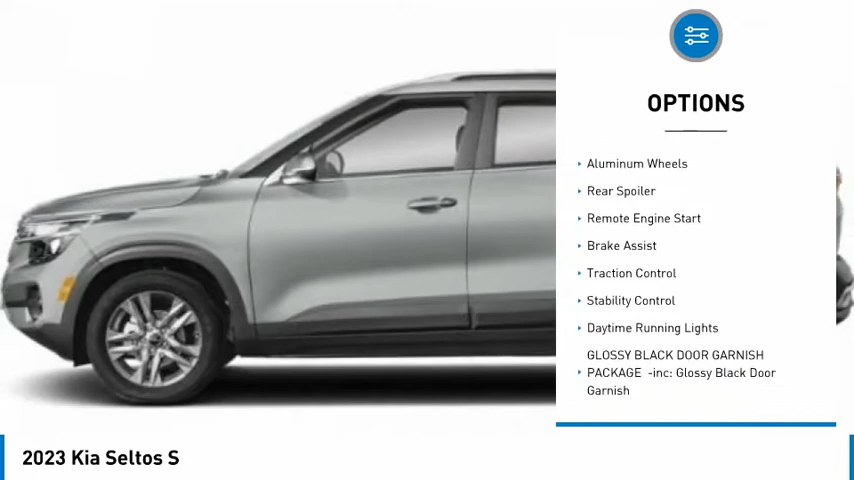 OPTIONS
Aluminum Wheels
Rear Spoiler
Remote Engine Start
Brake Assist
Traction Control
Stability Control
Daytime Running Lights
GLOSSY BLACK DOOR GARNISH
PACKAGE -inc: Glossy Black Door
Garnish
2023 Kia Seltos S